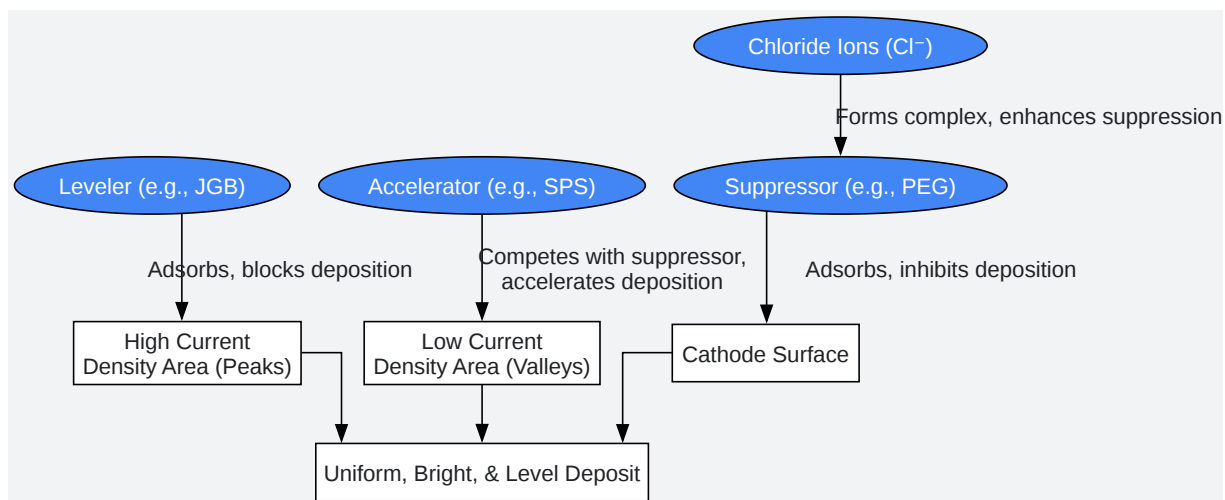 Chloride Ions (Cl⁻)
Forms complex, enhances suppression
Leveler (e.g., JGB)
Accelerator (e.g., SPS)
Suppressor (e.g., PEG)
Adsorbs, blocks deposition
Competes with suppressor,
accelerates deposition
Adsorbs, inhibits deposition
High Current
Density Area (Peaks)
Low Current
Density Area (Valleys)
Cathode Surface
Uniform, Bright, & Level Deposit